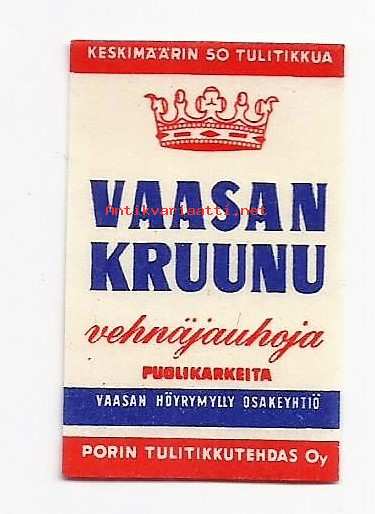 KESKIMÄÄRIN 50 TULITIKKUA
VAASAN
Antikvariaatti.net
KRUUNU
vehnäjauhoja
PUOLIKARKEITA
VAASAN HÖYRYMYLLY OSAKEYHTIÖ
PORIN TULITIKKUTEHDAS Oy